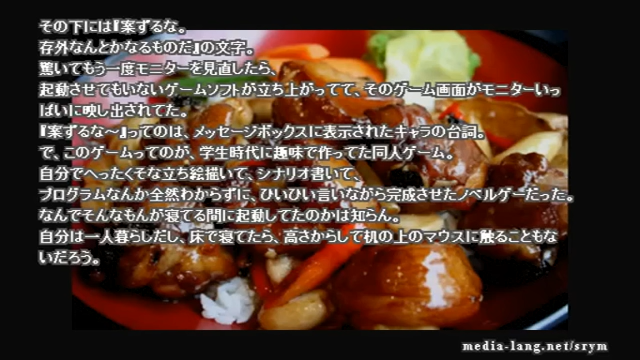 その下には『案ずるな。
存外なんとかなるものだ』の文字。
驚いてもう一度モニターを見直したら、
起動させてもいないゲームソフトが立ち上がってて、そのゲーム画面がモニターいっ
ぱいに映し出されてた。
『案ずるな～』ってのは、メッセージボックスに表示されたキャラの台詞。
で、このゲームってのが、学生時代に趣味で作ってた同人ゲーム。
自分でへったくそな立ち絵描いて、シナリオ書いて、
プログラムなんか全然わからずに、ひいひい言いながら完成させたノベルゲーだった。
なんでそんなもんが寝てる間に起動してたのかは知らん。
自分は一人暮らしだし、床で寝てたら、高さからして机の上のマウスに触ることもな
いだろう。
media-lang.net/srym